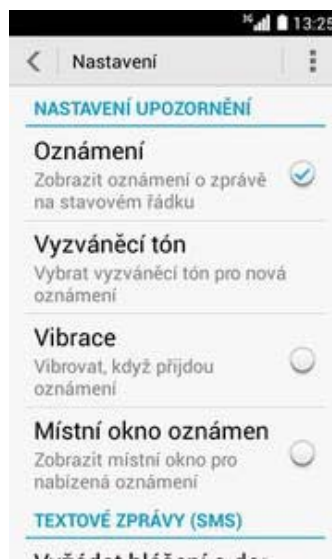 3G 13:25
Nastavení
NASTAVENÍ UPOZORNĚNÍ
Oznámení
Zobrazit oznámení o zprávě
na stavovém řádku
Vyzváněcí tón
Vybrat vyzváněcí tón pro nová
oznámení
Vibrace
Vibrovat, když přijdou
oznámení
Místní okno oznámen
Zobrazit místní okno pro
nabízená oznámení
TEXTOVÉ ZPRÁVY (SMS)